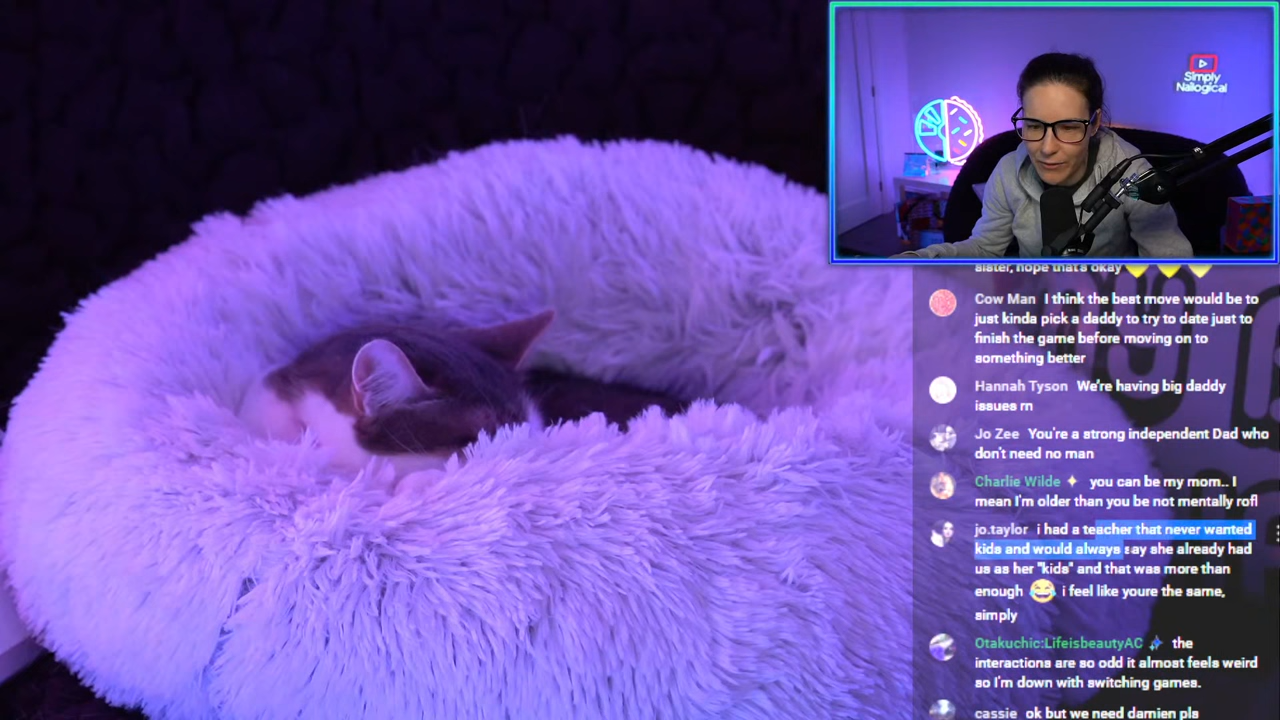 Simply
Nailogical
sister, hope that's okay
Cow Man I think the best move would be to
just kinda pick a daddy to try to date just to
finish the game before moving on to
something better
Hannah Tyson We're having big daddy
issues rn
Jo Zee You're a strong independent Dad who
don't need no man
Charlie Wilde you can be my mom.. I
mean I'm older than you be not mentally rofl
jo.taylor i had a teacher that never wanted
kids and would always say she already had
us as her "kids" and that was more than
enough 😂 i feel like youre the same,
simply
Otakuchic:LifeisbeautyAC the
interactions are so odd it almost feels weird
so I'm down with switching games.
cassie ok but we need damien pls